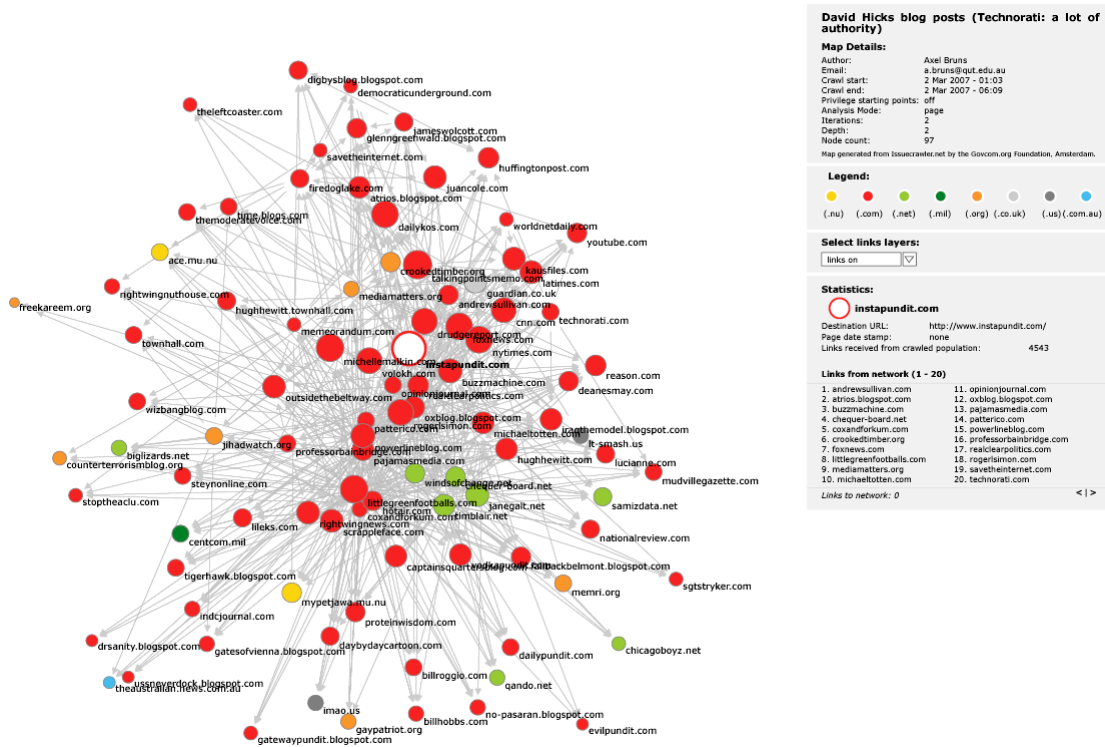 David Hicks blog posts (Technorati: a lot of
authority)
Map Details:
Author: Axel Bruns
Email: a.bruns@qut.edu.au
Crawl start: 2 Mar 2007 - 01:03
Crawl end: 2 Mar 2007 - 06:09
Privilege starting points: off
Analysis Mode: page
Iterations: 2
Depth: 2
Node count: 97
Map generated from Issuecrawler.net by the Govcom.org Foundation, Amsterdam.
Legend:
(.nu) (.com) (.net) (.mil) (.org) (.co.uk) (.us) (.com.au)
Select links layers:
links on
Statistics:
instapundit.com
Destination URL: http://www.instapundit.com/
Page date stamp: none
Links received from crawled population: 4543
Links from network (1 - 20)
1. andrewsullivan.com 11. opinionjournal.com
2. atrios.blogspot.com 12. oxblog.blogspot.com
3. buzzmachine.com 13. pajamasmedia.com
4. chequer-board.net 14. patterico.com
5. coxandforkum.com 15. powerlineblog.com
6. crookedtimber.org 16. professorbainbridge.com
7. foxnews.com 17. realclearpolitics.com
8. littlegreenfootballs.com 18. rogerlsimon.com
9. mediamatters.org 19. savetheinternet.com
10. michaeltotten.com 20. technorati.com
Links to network: 0 < | >
digbysblog.blogspot.com
democraticunderground.com
theleftcoaster.com
jameswolcott.com
glenngreenwald.blogspot.com
savetheinternet.com
huffingtonpost.com
firedoglake.com
juancole.com
atrios.blogspot.com
time.blogs.com
themoderatevoice.com
dailykos.com
worldnetdaily.com
youtube.com
ace.mu.nu
crookedtimber.org
kausfiles.com
talkingpointsmemo.com
latimes.com
rightwingnuthouse.com
mediamatters.org
guardian.co.uk
freekareem.org
hughhewitt.townhall.com
andrewsullivan.com
cnn.com
technorati.com
memeorandum.com
drudgereport.com
townhall.com
foxnews.com
nytimes.com
michellemalkin.com
instapundit.com
volokh.com
reason.com
buzzmachine.com
deanesmay.com
outsidethebeltway.com
opinionjournal.com
realclearpolitics.com
wizbangblog.com
oxblog.blogspot.com
rogerlsimon.com
patterico.com
iraqthemodel.blogspot.com
michaeltotten.com
jihadwatch.org
lt-smash.us
powerlineblog.com
professorbainbridge.com
biglizards.net
hughhewitt.com
lucianne.com
counterterrorismblog.org
pajamasmedia.com
steynonline.com
mudvillegazette.com
windsofchange.net
chequer-board.net
stoptheaclu.com
littlegreenfootballs.com
janegalt.net
samizdata.net
hotair.com
coxandforkum.com
timblair.net
lileks.com
rightwingnews.com
scrappleface.com
nationalreview.com
centcom.mil
captainsquartersblog.com
vodkapundit.com
fallbackbelmont.blogspot.com
tigerhawk.blogspot.com
sgtstryker.com
memri.org
mypetjawa.mu.nu
indcjournal.com
proteinwisdom.com
drsanity.blogspot.com
gatesofvienna.blogspot.com
daybydaycartoon.com
dailypundit.com
chicagoboyz.net
billroggio.com
ussneverdock.blogspot.com
theaustralian.news.com.au
qando.net
imao.us
billhobbs.com
no-pasaran.blogspot.com
gaypatriot.org
evilpundit.com
gatewaypundit.blogspot.com